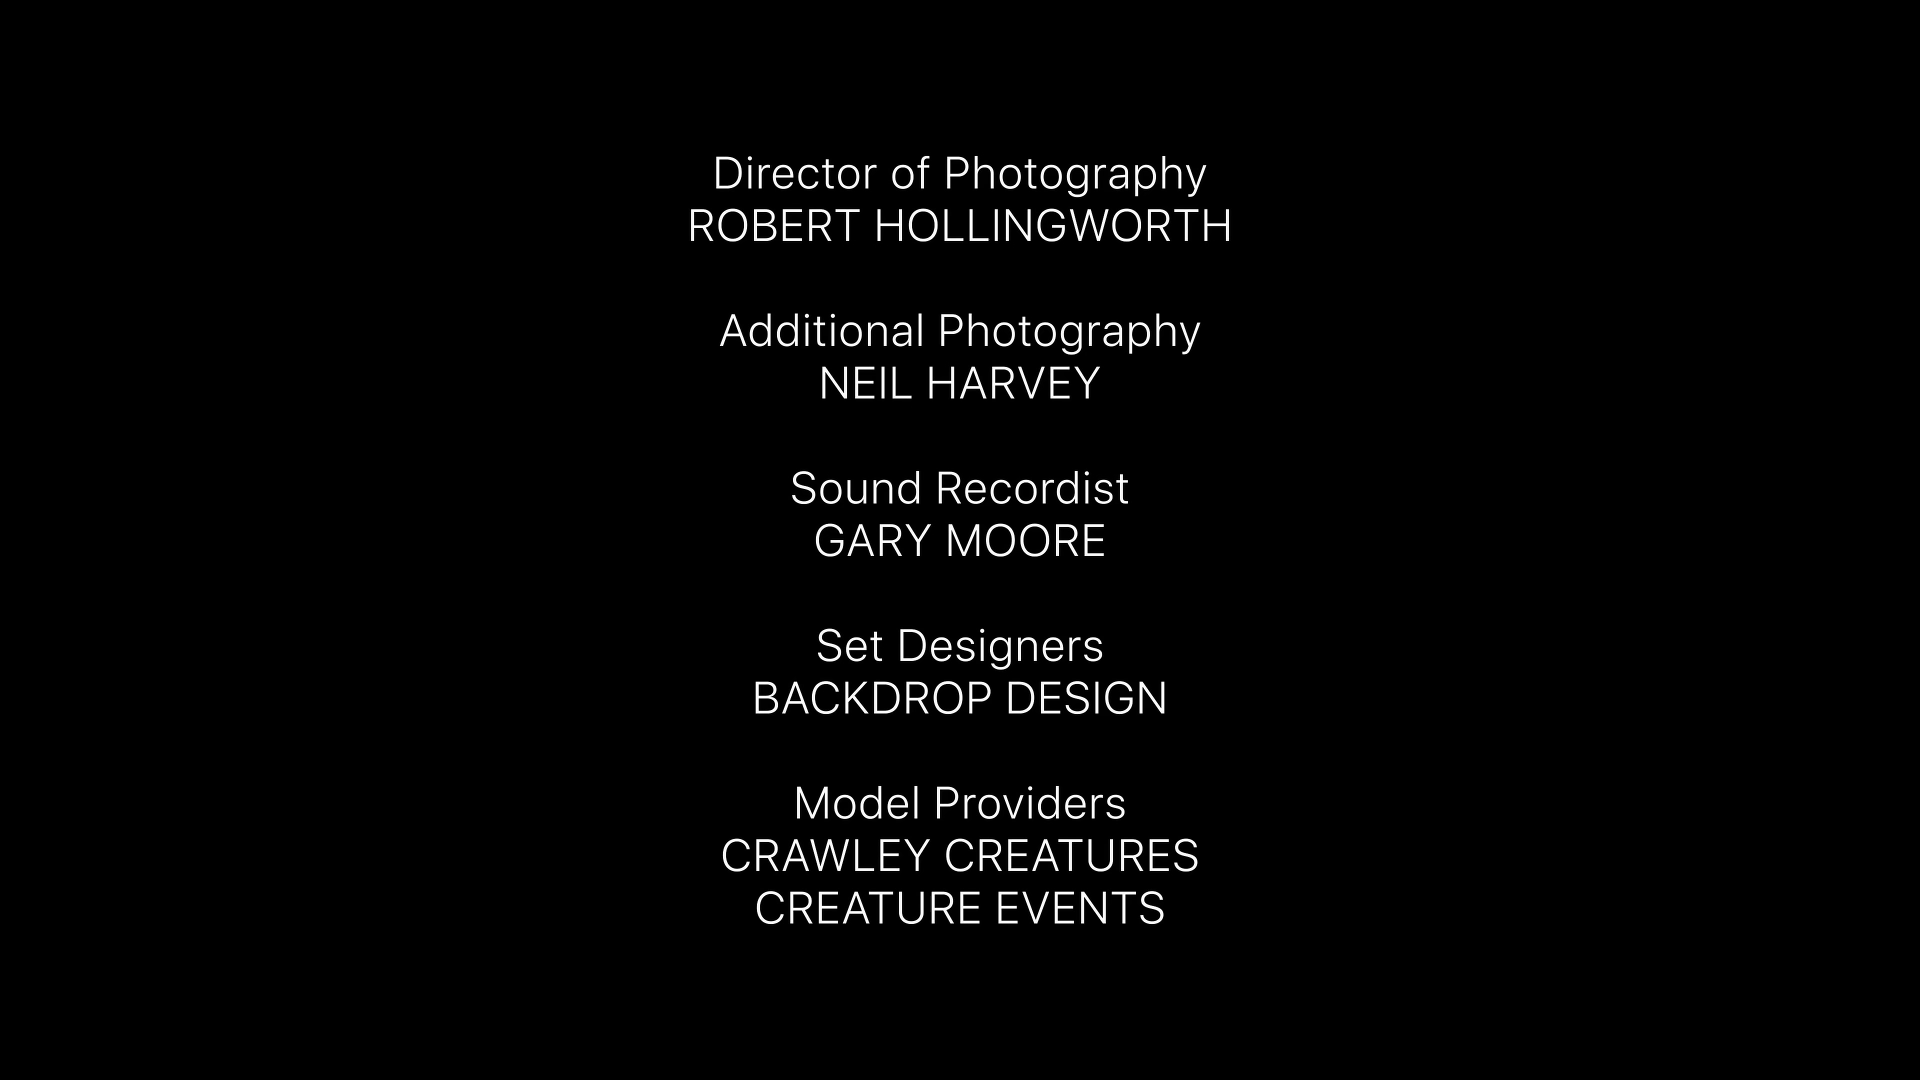 Director of Photography
ROBERT HOLLINGWORTH
Additional Photography
NEIL HARVEY
Sound Recordist
GARY MOORE
Set Designers
BACKDROP DESIGN
Model Providers
CRAWLEY CREATURES
CREATURE EVENTS